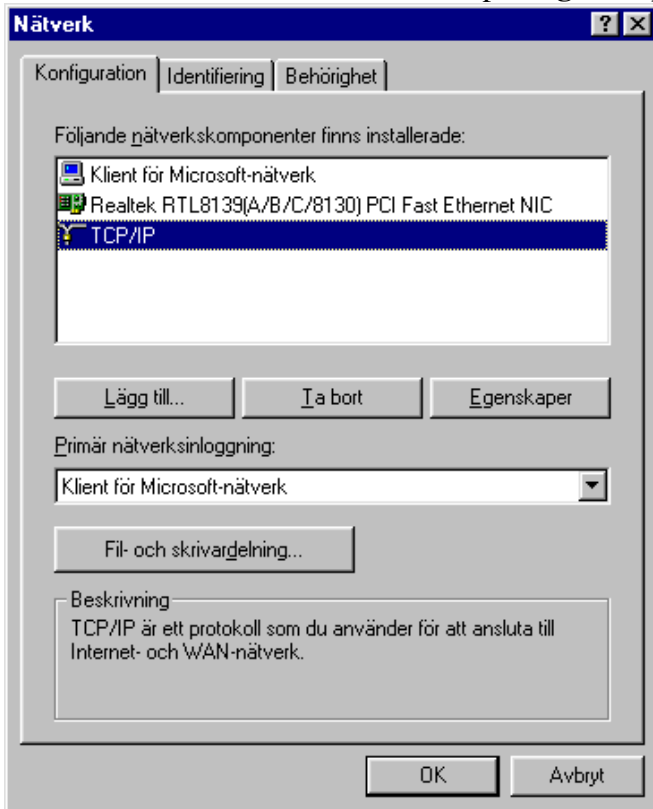 Nätverk
Konfiguration Identifiering Behörighet
Följande nätverkskomponenter finns installerade:
Klient för Microsoft-nätverk
Realtek RTL8139(A/B/C/8130) PCI Fast Ethernet NIC
TCP/IP
Lägg till... Ta bort Egenskaper
Primär nätverksinloggning:
Klient för Microsoft-nätverk
Fil- och skrivardelning...
Beskrivning
TCP/IP är ett protokoll som du använder för att ansluta till
Internet- och WAN-nätverk.
OK Avbryt